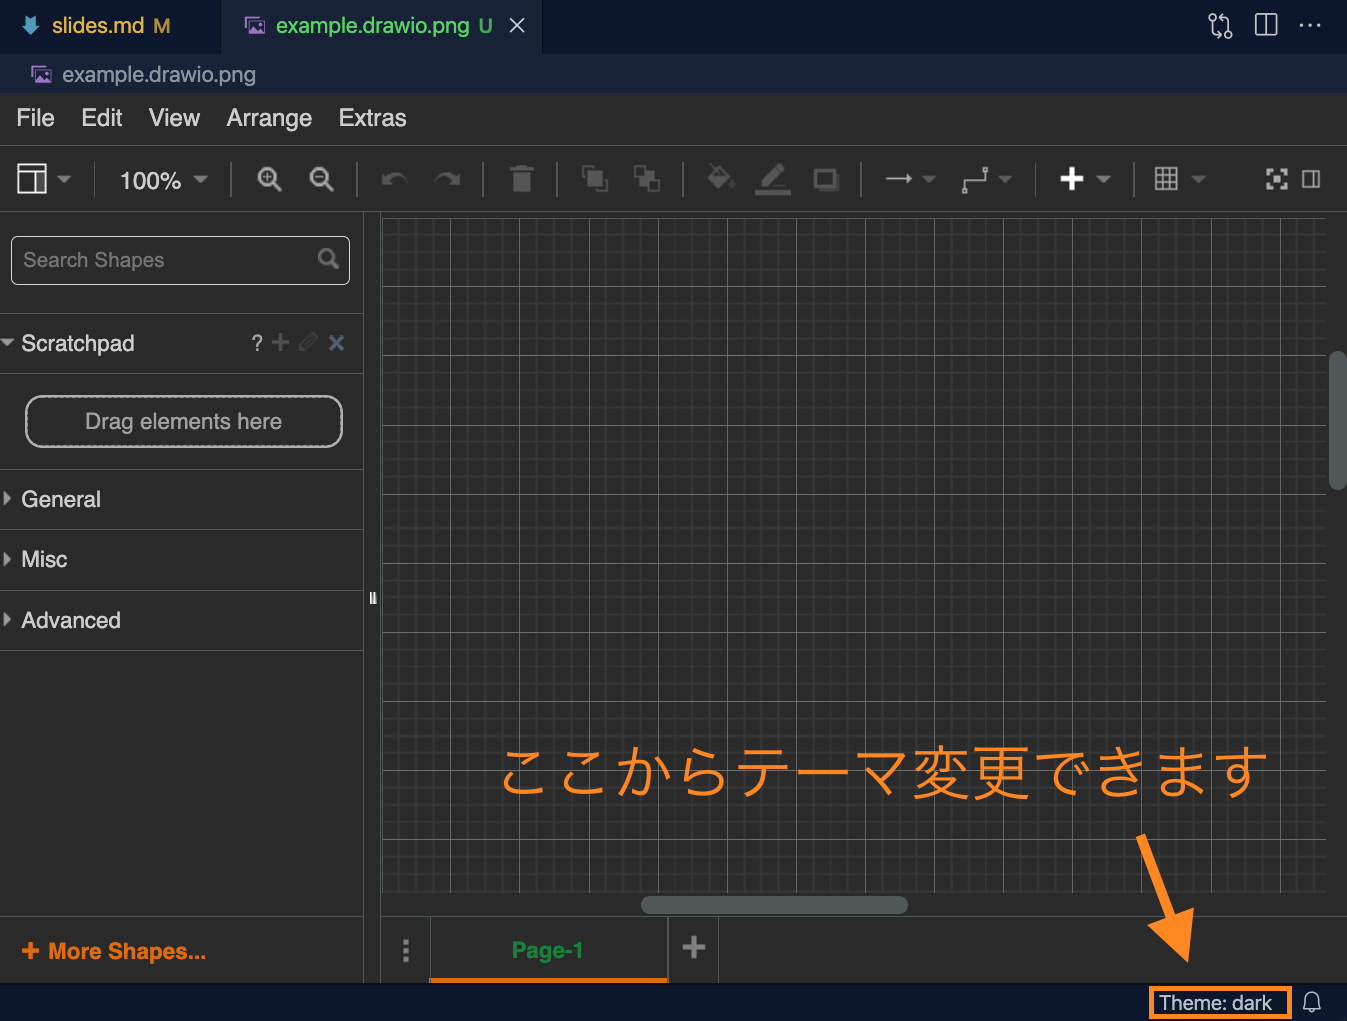 slides.md M example.drawio.png U
example.drawio.png
File Edit View Arrange Extras
100%
Search Shapes
Scratchpad ?
Drag elements here
General
Misc
Advanced
ここからテーマ変更できます
+ More Shapes... Page-1
Theme: dark